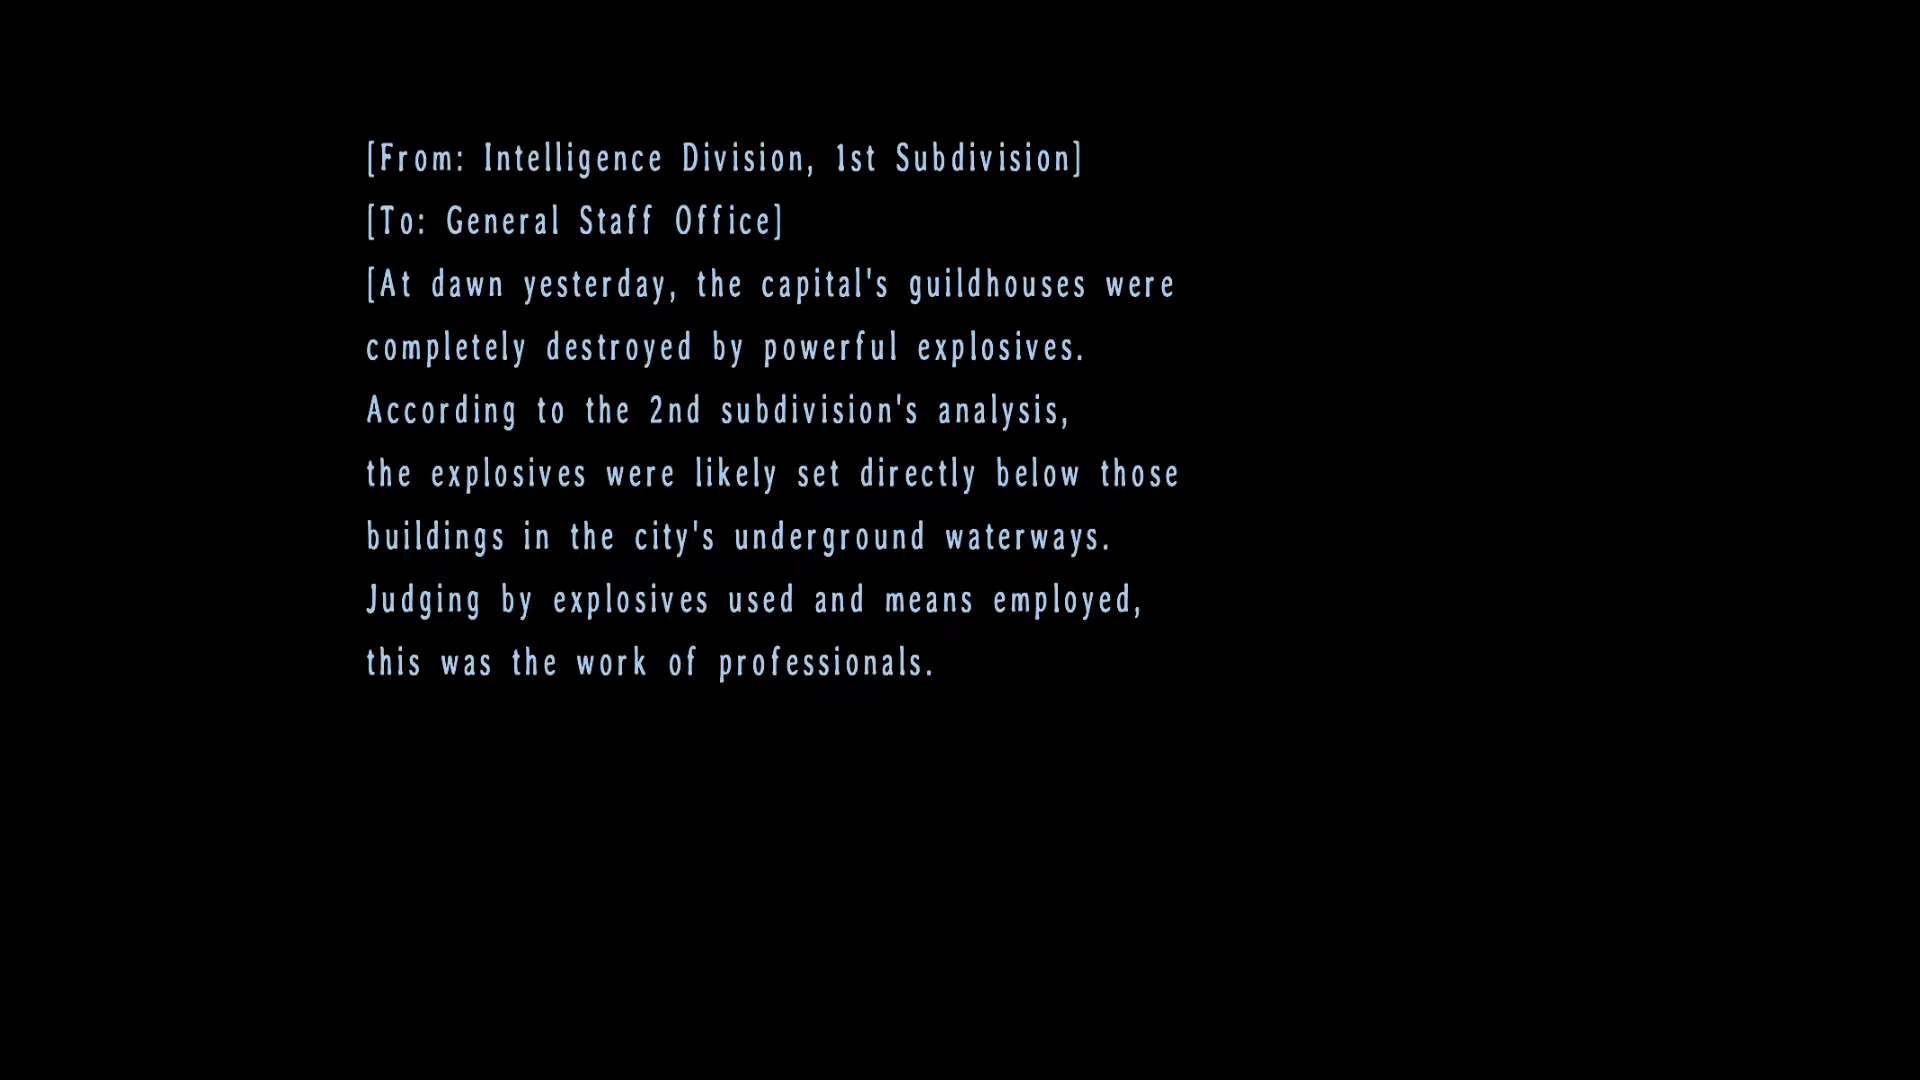 [From: Intelligence Division, 1st Subdivision]
[To: General Staff Office]
[At dawn yesterday, the capital's guildhouses were
completely destroyed by powerful explosives.
According to the 2nd subdivision's analysis,
the explosives were likely set directly below those
buildings in the city's underground waterways.
Judging by explosives used and means employed,
this was the work of professionals.